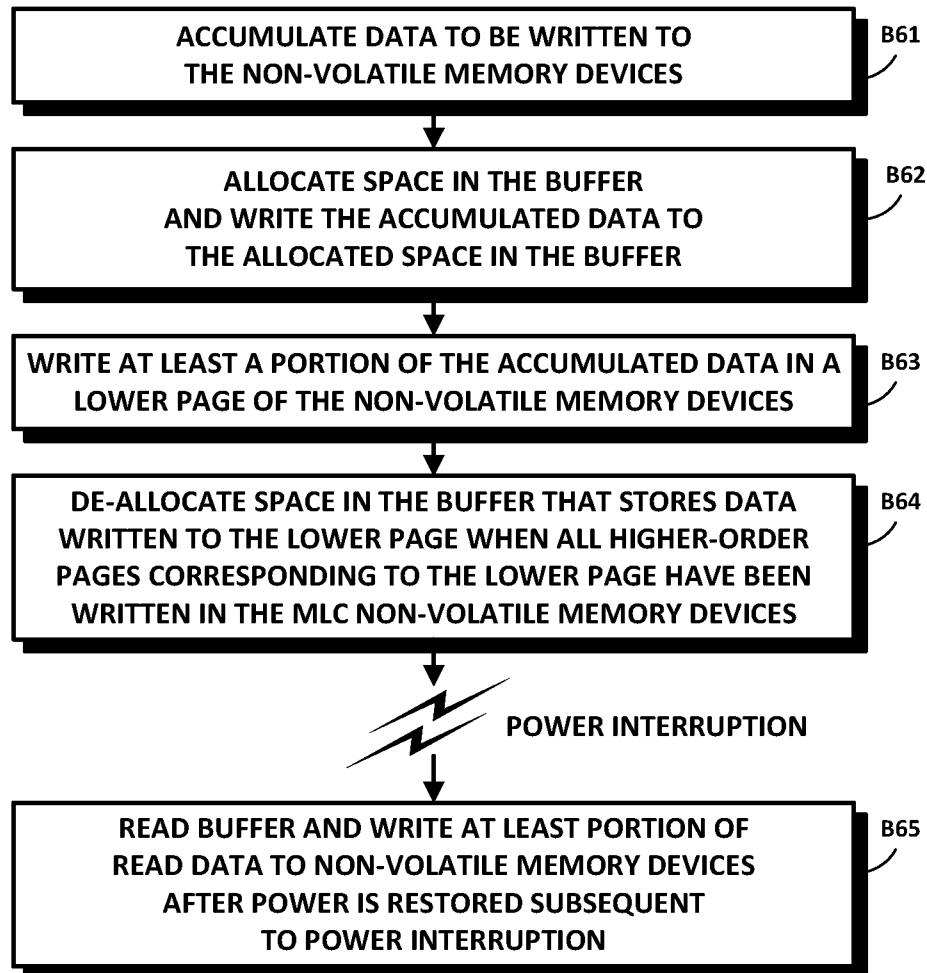 ACCUMULATE DATA TO BE WRITTEN TO
THE NON-VOLATILE MEMORY DEVICES
B61
ALLOCATE SPACE IN THE BUFFER
AND WRITE THE ACCUMULATED DATA TO
THE ALLOCATED SPACE IN THE BUFFER
B62
WRITE AT LEAST A PORTION OF THE ACCUMULATED DATA IN A
LOWER PAGE OF THE NON-VOLATILE MEMORY DEVICES
B63
DE-ALLOCATE SPACE IN THE BUFFER THAT STORES DATA
WRITTEN TO THE LOWER PAGE WHEN ALL HIGHER-ORDER
PAGES CORRESPONDING TO THE LOWER PAGE HAVE BEEN
WRITTEN IN THE MLC NON-VOLATILE MEMORY DEVICES
B64
POWER INTERRUPTION
READ BUFFER AND WRITE AT LEAST PORTION OF
READ DATA TO NON-VOLATILE MEMORY DEVICES
AFTER POWER IS RESTORED SUBSEQUENT
TO POWER INTERRUPTION
B65